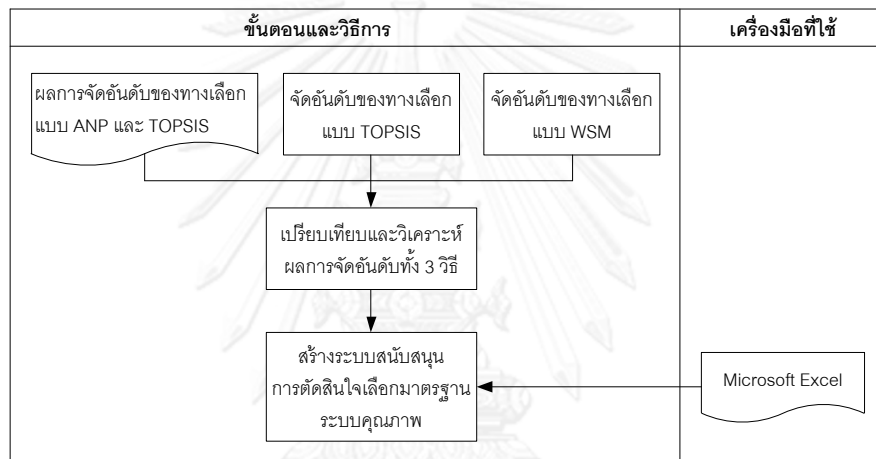 ขั้นตอนและวิธีการ
เครื่องมือที่ใช้
ผลการจัดอันดับของทางเลือก
แบบ ANP และ TOPSIS
จัดอันดับของทางเลือก
แบบ TOPSIS
จัดอันดับของทางเลือก
แบบ WSM
เปรียบเทียบและวิเคราะห์
ผลการจัดอันดับทั้ง 3 วิธี
สร้างระบบสนับสนุน
การตัดสินใจเลือกมาตรฐาน
ระบบคุณภาพ
Microsoft Excel